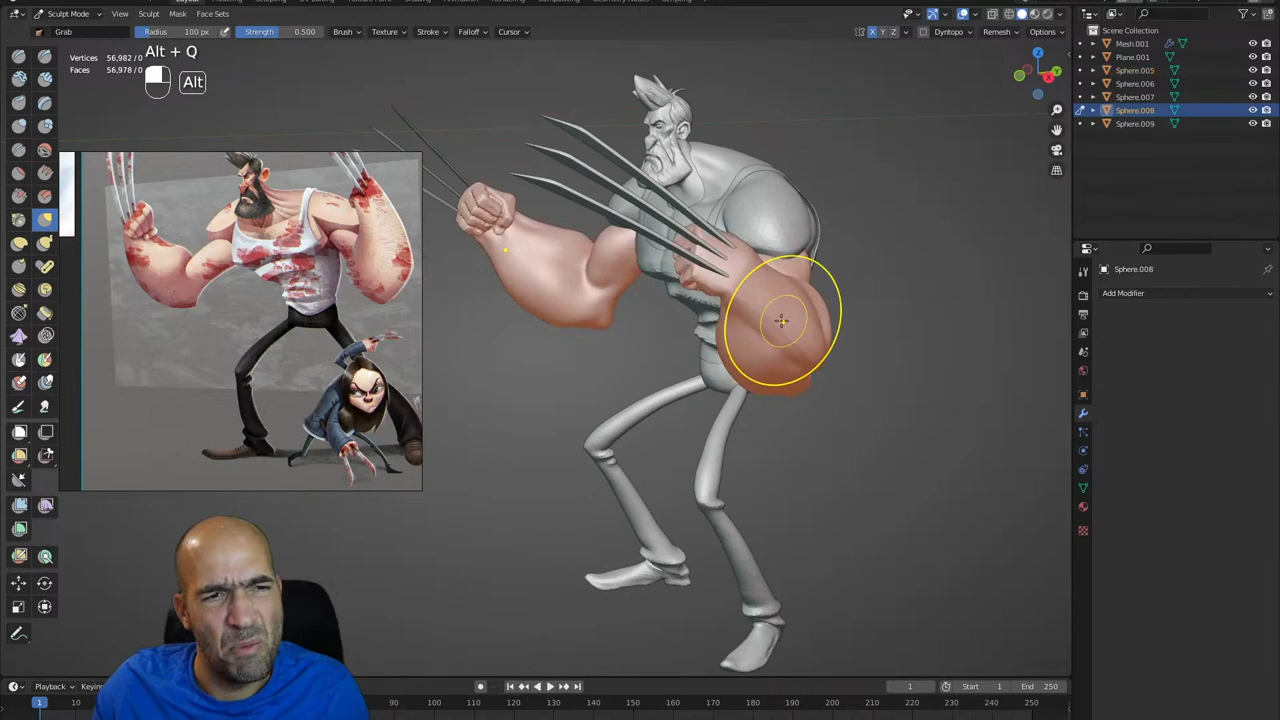 Layout
Sculpt Mode View Sculpt Mask Face Sets
Grab Radius 100 px Strength 0.500 Brush Texture Stroke Falloff Cursor X Y Z Dyntopo Remesh Options
Alt + Q
Vertices 56,982 / 0
Faces 56,978 / 0
Alt
Z
Y
X
Scene Collection
Mesh.001
Plane.001
Sphere.005
Sphere.006
Sphere.007
Sphere.008
Sphere.009
Sphere.008
Add Modifier
Playback Keying 1 Start 1 End 250
1 10 80 90 100 110 120 130 140 150 160 170 180 190 200 210 220 230 240 250